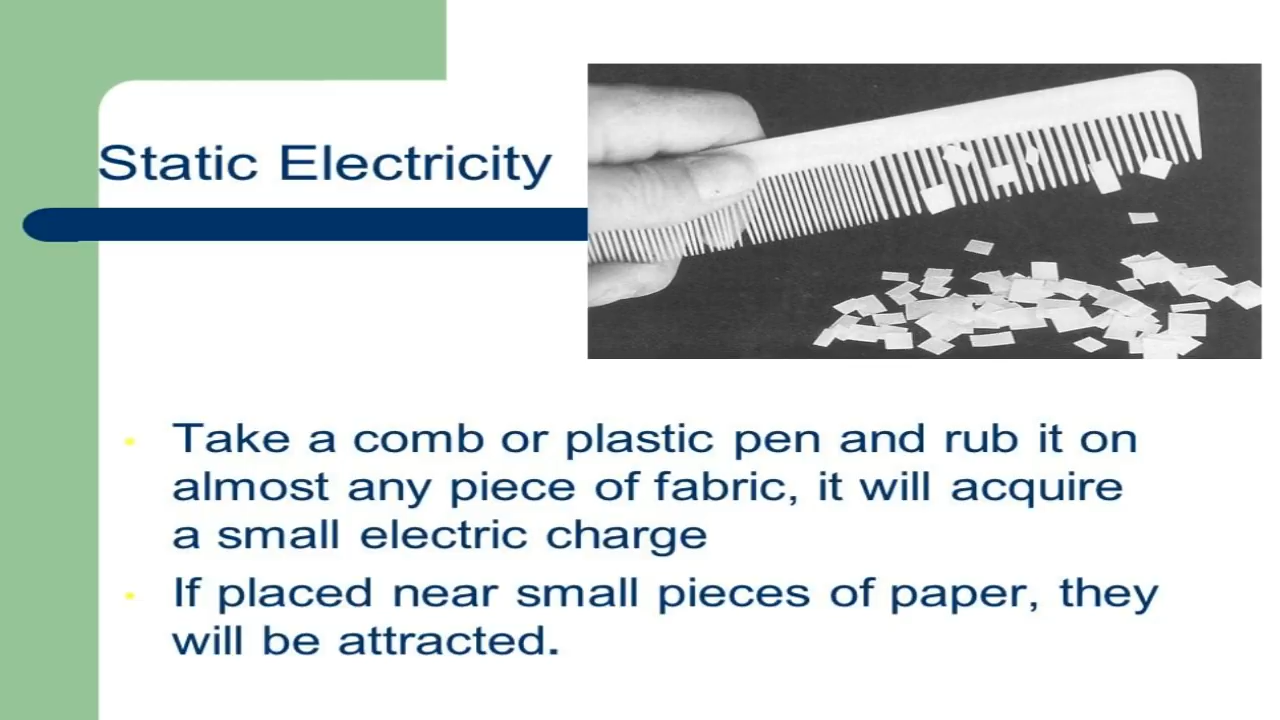 Static Electricity
Take a comb or plastic pen and rub it on
almost any piece of fabric, it will acquire
a small electric charge
If placed near small pieces of paper, they
will be attracted.